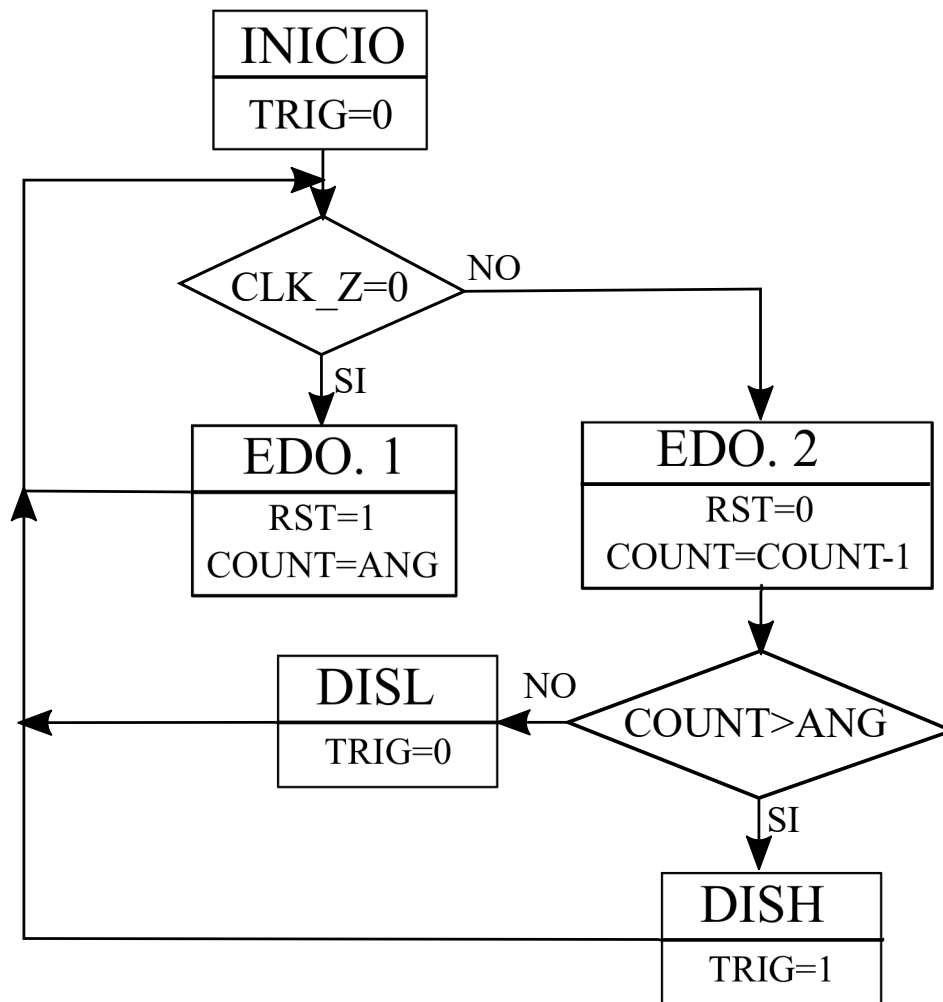 INICIO
TRIG=0
CLK_Z=0
NO
SI
EDO. 1
RST=1
COUNT=ANG
EDO. 2
RST=0
COUNT=COUNT-1
COUNT>ANG
NO
DISL
TRIG=0
SI
DISH
TRIG=1